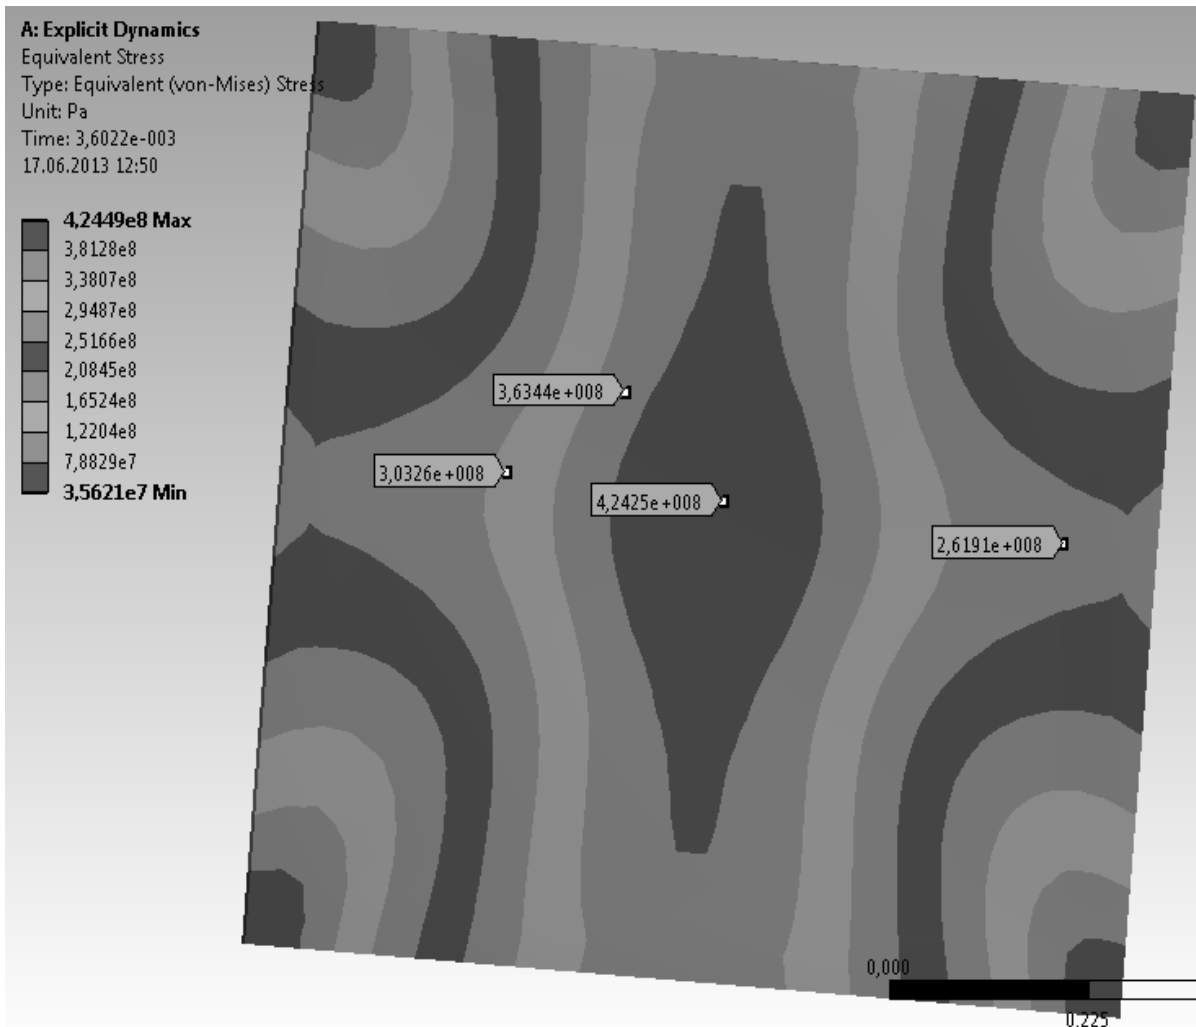 A: Explicit Dynamics
Equivalent Stress
Type: Equivalent (von-Mises) Stress
Unit: Pa
Time: 3,6022e-003
17.06.2013 12:50
4,2449e8 Max
3,8128e8
3,3807e8
2,9487e8
2,5166e8
2,0845e8
1,6524e8
1,2204e8
7,8829e7
3,5621e7 Min
3,6344e+008
3,0326e+008
4,2425e+008
2,6191e+008
0,000
0,225